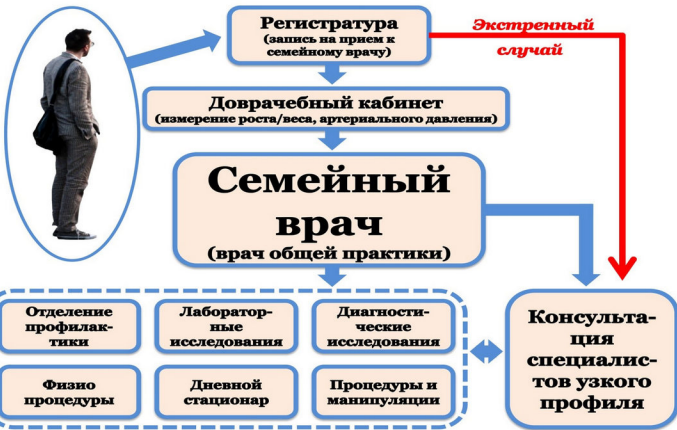 Регистратура
(запись на прием к
семейному врачу)
Экстренный
случай
Доврачебный кабинет
(измерение роста/веса, артериального давления)
Семейный
врач
(врач общей практики)
Отделение
профилак-
тики
Лаборатор-
ные
исследования
Диагности-
ческие
исследования
Физио
процедуры
Дневной
стационар
Процедуры и
манипуляции
Консульта-
ция
специалис-
тов узкого
профиля